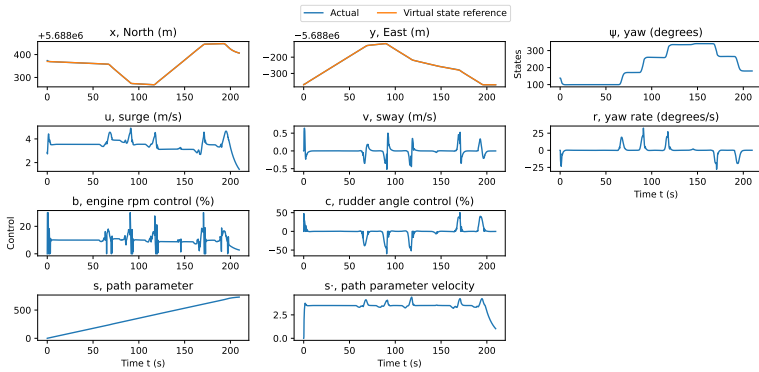 Actual Virtual state reference
x, North (m)
+5.688e6
400
300
0 50 100 150 200
y, East (m)
−5.688e6
−200
−300
0 50 100 150 200
ψ, yaw (degrees)
States
300
200
100
0 50 100 150 200
u, surge (m/s)
4
2
0 50 100 150 200
v, sway (m/s)
0.5
0.0
−0.5
0 50 100 150 200
r, yaw rate (degrees/s)
25
0
−25
0 50 100 150 200
Time t (s)
b, engine rpm control (%)
Control
20
0
0 50 100 150 200
c, rudder angle control (%)
50
0
−50
0 50 100 150 200
s, path parameter
500
0
0 50 100 150 200
Time t (s)
s·, path parameter velocity
2.5
0.0
0 50 100 150 200
Time t (s)